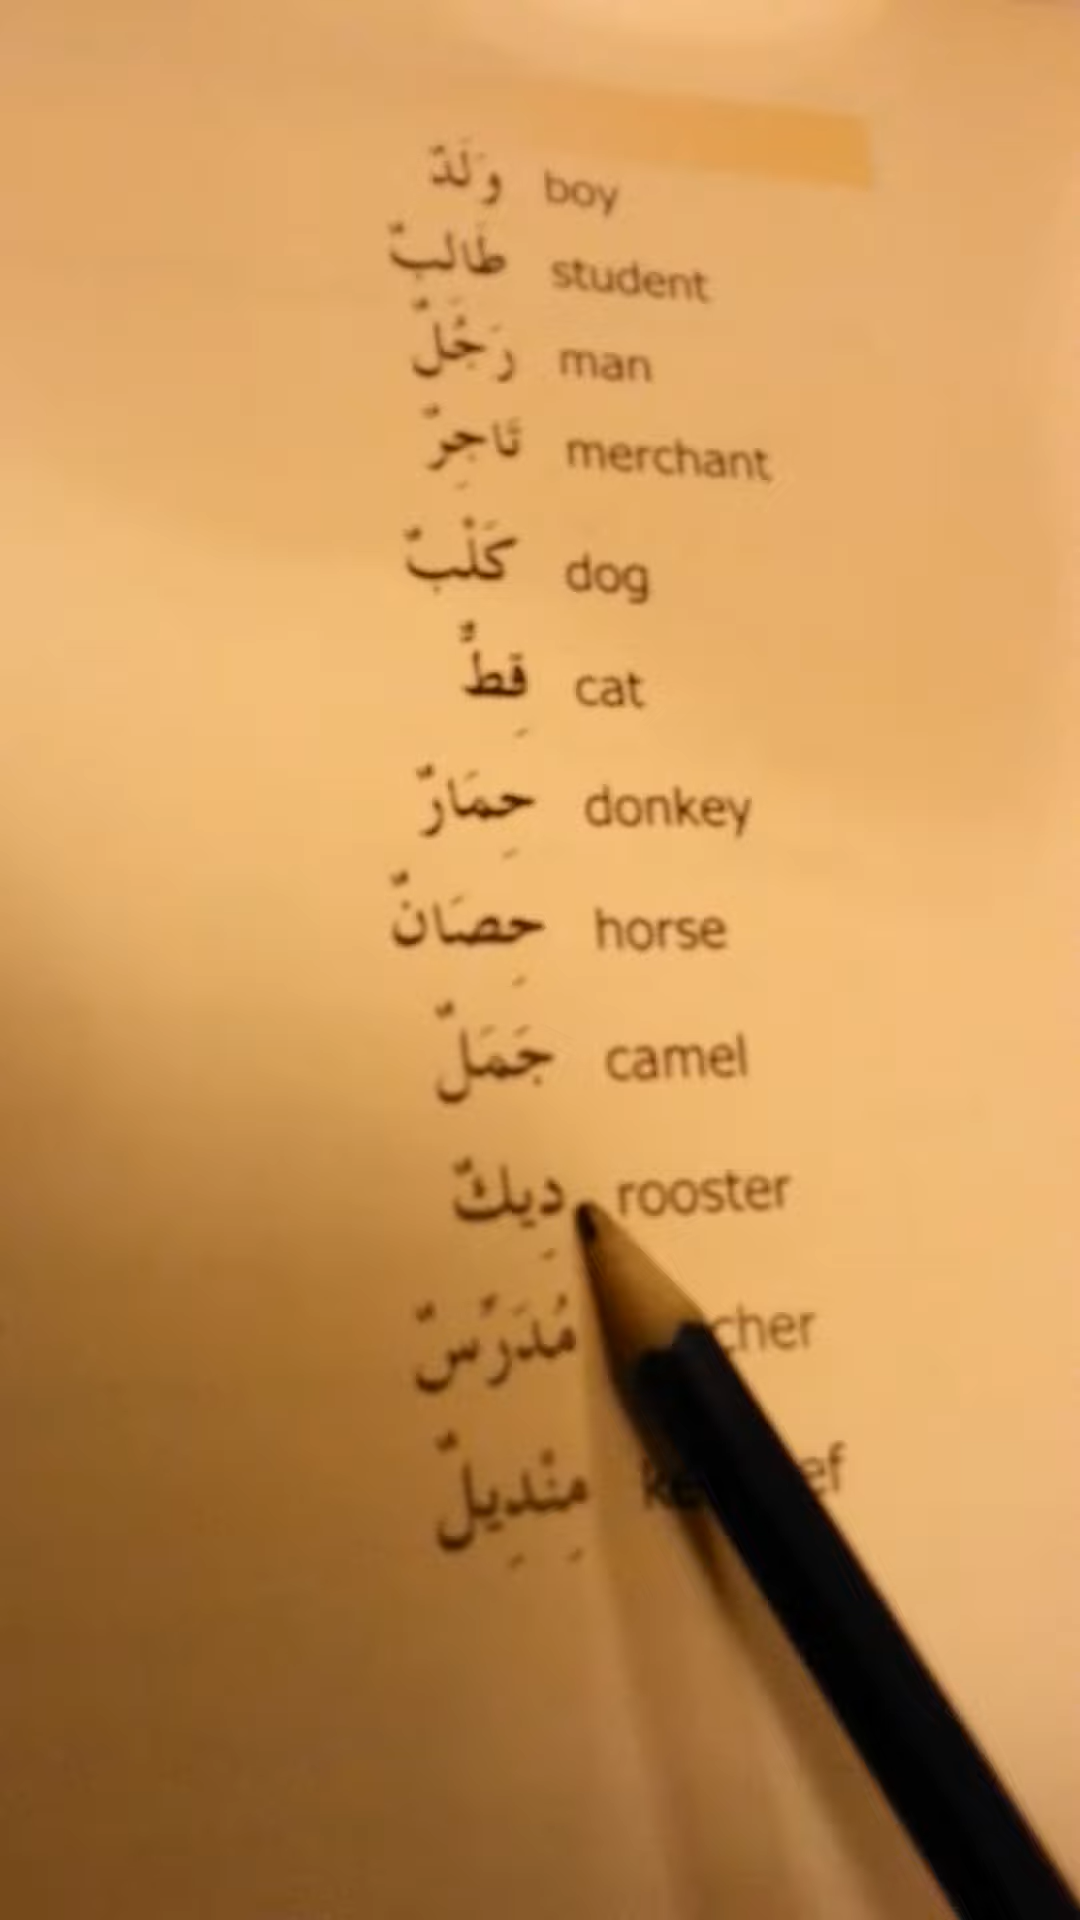 وَلَدٌ boy
طَالِبٌ student
رَجُلٌ man
تَاجِرٌ merchant
كَلْبٌ dog
قِطٌّ cat
حِمَارٌ donkey
حِصَانٌ horse
جَمَلٌ camel
دِيكٌ rooster
مُدَرِّسٌ
مِنْدِيلٌ